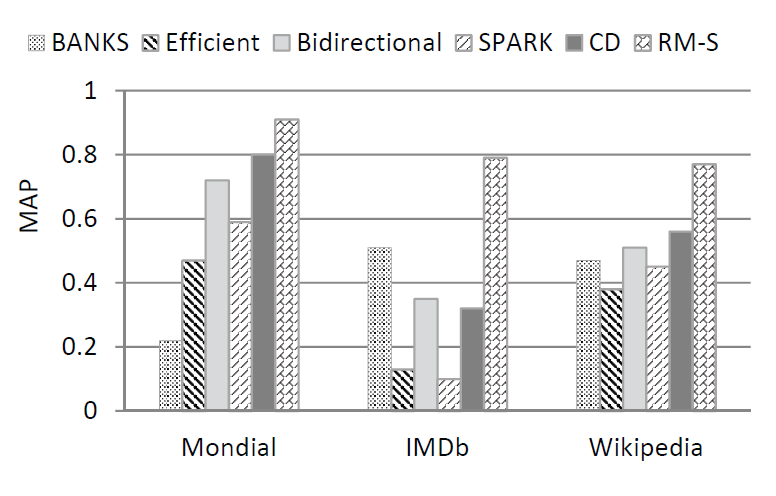 BANKS Efficient Bidirectional SPARK CD RM-S
1
0.8
0.6
0.4
0.2
0
MAP
Mondial IMDb Wikipedia